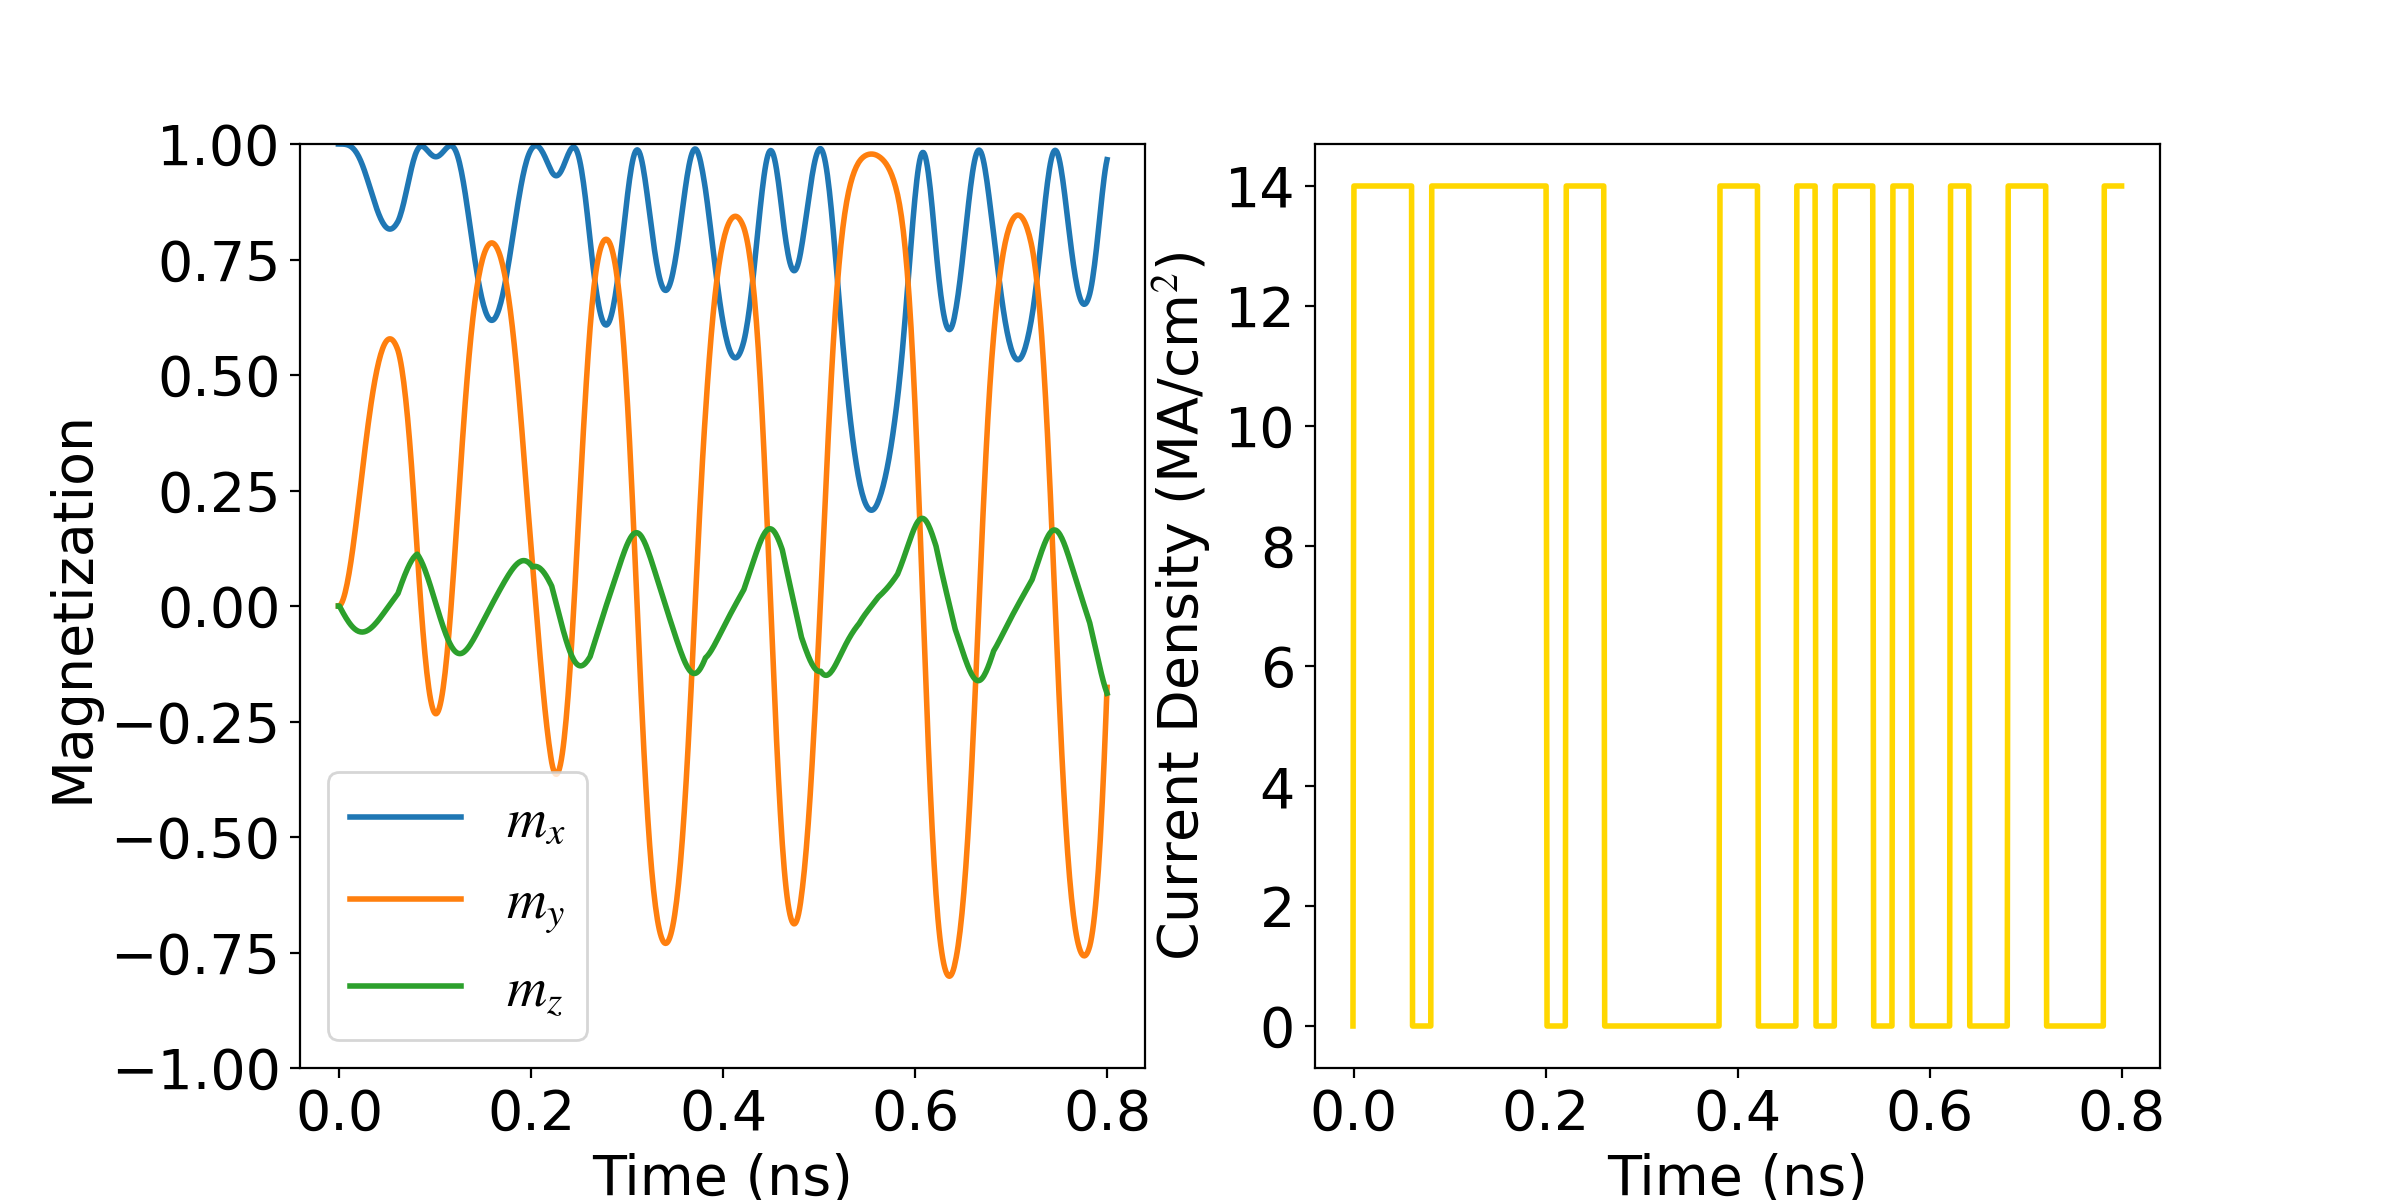 Magnetization
1.00
0.75
0.50
0.25
0.00
−0.25
−0.50
−0.75
−1.00
m_x
m_y
m_z
0.0 0.2 0.4 0.6 0.8
Time (ns)
Current Density (MA/cm²)
14
12
10
8
6
4
2
0
0.0 0.2 0.4 0.6 0.8
Time (ns)